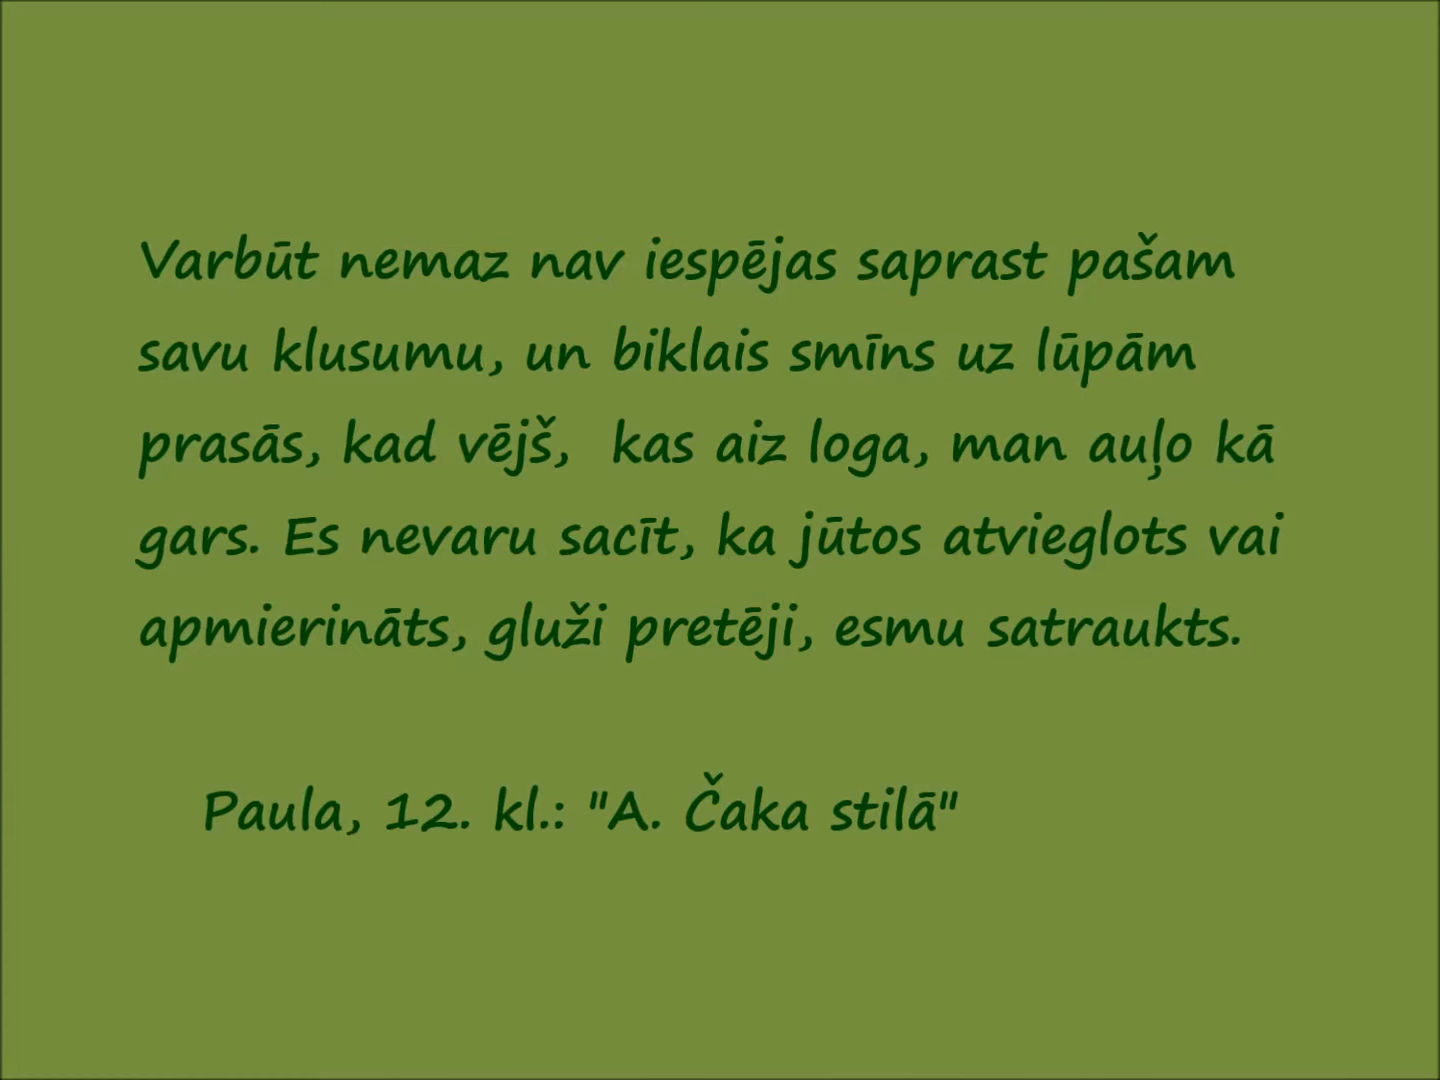 Varbūt nemaz nav iespējas saprast pašam
savu klusumu, un biklais smīns uz lūpām
prasās, kad vējš, kas aiz loga, man auļo kā
gars. Es nevaru sacīt, ka jūtos atvieglots vai
apmierināts, gluži pretēji, esmu satraukts.
Paula, 12. kl.: "A. Čaka stilā"